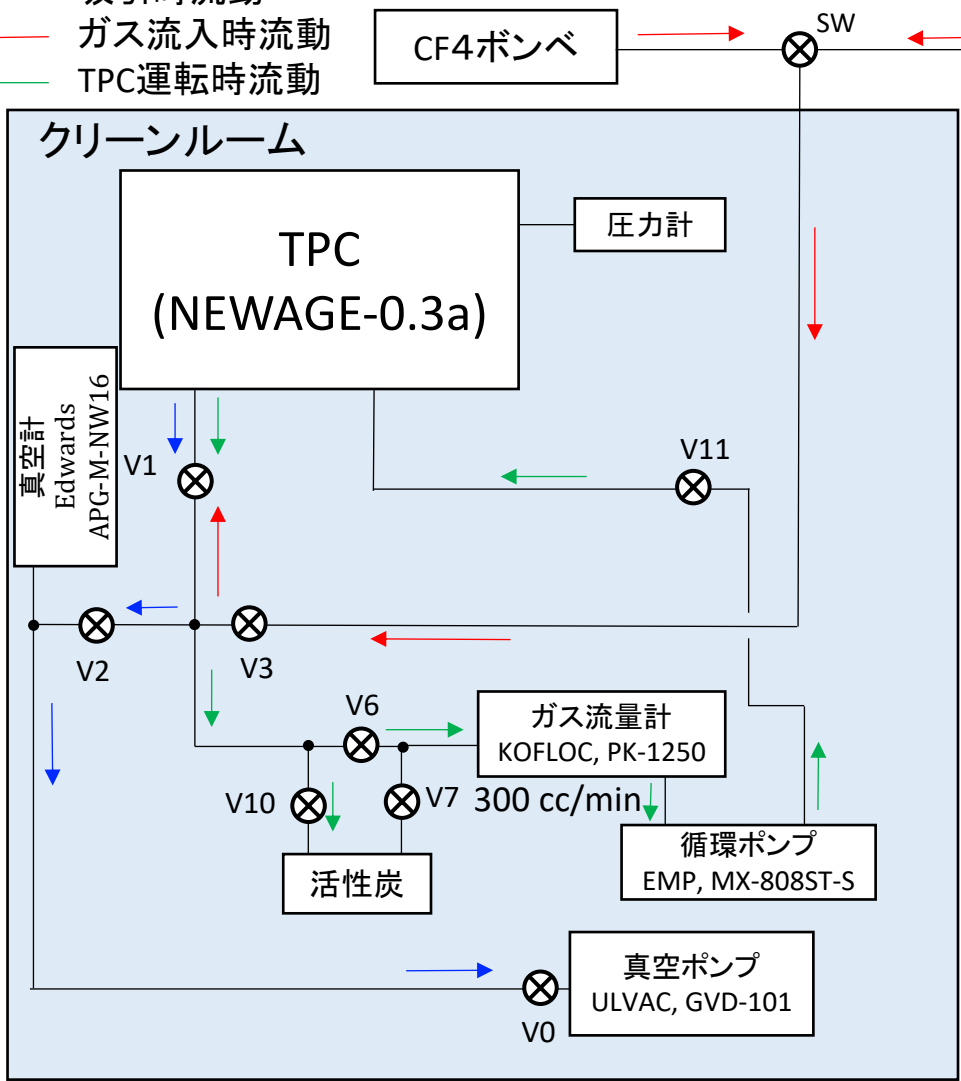 ガス流入時流動
TPC運転時流動
CF4ボンベ
SW
クリーンルーム
TPC
(NEWAGE-0.3a)
圧力計
真空計
Edwards
APG-M-NW16
V1
V11
V2
V3
V6
ガス流量計
KOFLOC, PK-1250
V10
V7
300 cc/min
活性炭
循環ポンプ
EMP, MX-808ST-S
真空ポンプ
ULVAC, GVD-101
V0